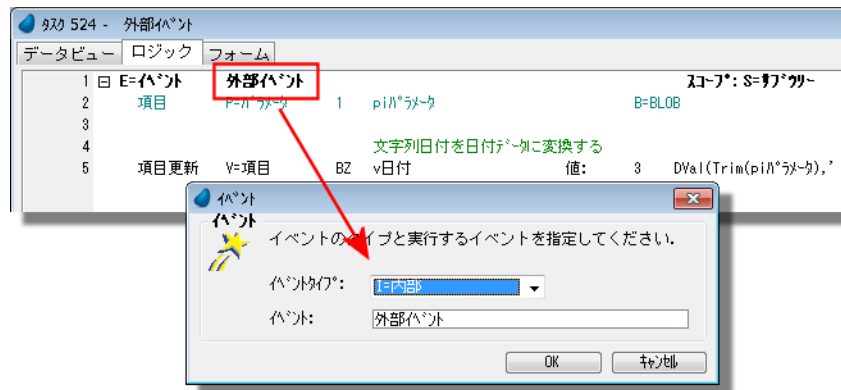 ﾀｽｸ 524 - 外部ｲﾍﾞﾝﾄ
データビュー ロジック フォーム
1 E=ｲﾍﾞﾝﾄ 外部ｲﾍﾞﾝﾄ ｽｺｰﾌﾟ: S=ｻﾌﾞﾂﾘｰ
2 項目 P=ﾊﾟﾗﾒｰﾀ 1 piﾊﾟﾗﾒｰﾀ B=BLOB
3
4 文字列日付を日付ﾃﾞｰﾀに変換する
5 項目更新 V=項目 BZ v日付 値: 3 DVal(Trim(piﾊﾟﾗﾒｰﾀ),'
ｲﾍﾞﾝﾄ
ｲﾍﾞﾝﾄ
イベントのタイプと実行するイベントを指定してください.
ｲﾍﾞﾝﾄﾀｲﾌﾟ: I=内部
ｲﾍﾞﾝﾄ: 外部ｲﾍﾞﾝﾄ
OK ｷｬﾝｾﾙ